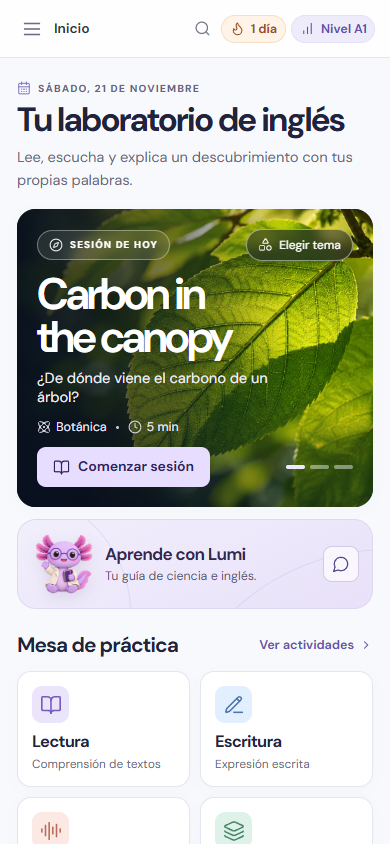 Inicio
1 día
Nivel A1
SÁBADO, 21 DE NOVIEMBRE
Tu laboratorio de inglés
Lee, escucha y explica un descubrimiento con tus
propias palabras.
SESIÓN DE HOY
Elegir tema
Carbon in
the canopy
¿De dónde viene el carbono de un
árbol?
Botánica • 5 min
Comenzar sesión
Aprende con Lumi
Tu guía de ciencia e inglés.
Mesa de práctica
Ver actividades
Lectura
Comprensión de textos
Escritura
Expresión escrita